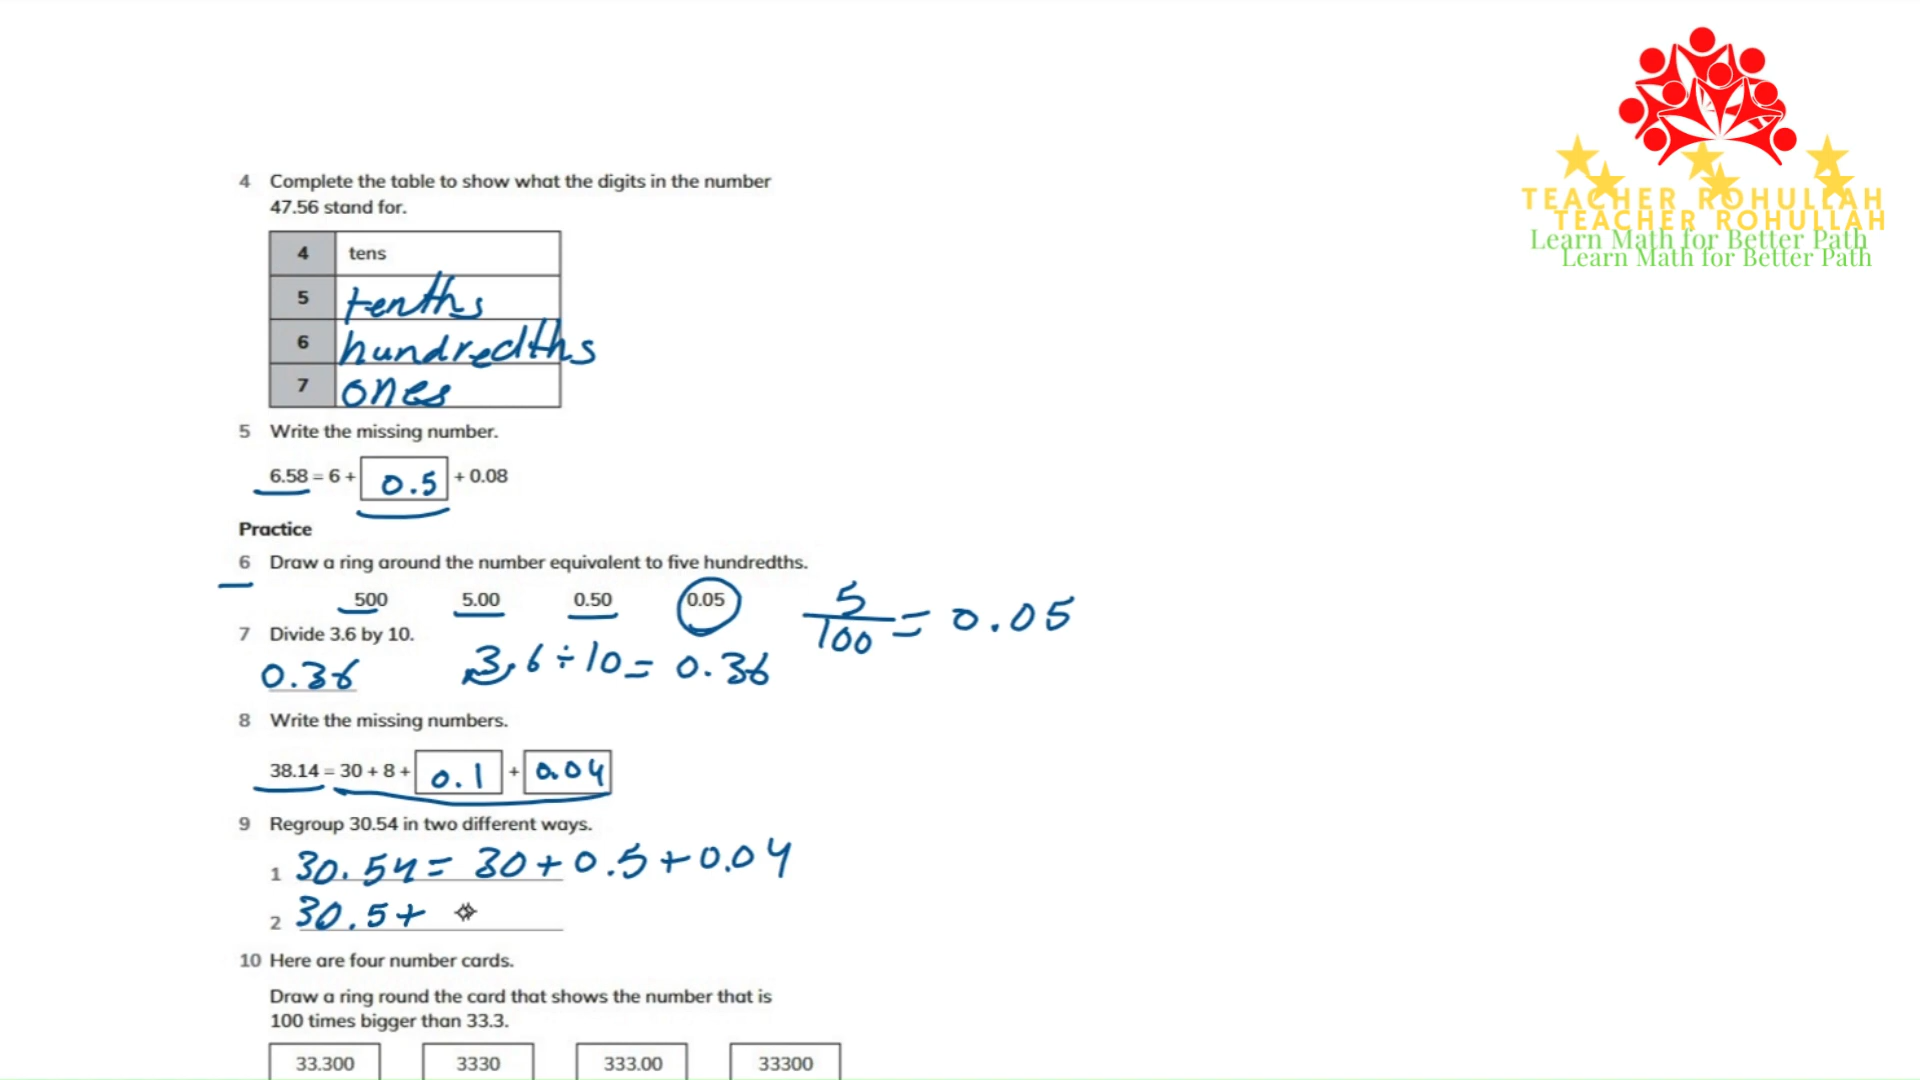 TEACHER ROHULLAH
TEACHER ROHULLAH
Learn Math for Better Path
Learn Math for Better Path
4 Complete the table to show what the digits in the number
47.56 stand for.
4 tens
5 tenths
6 hundredths
7 ones
5 Write the missing number.
6.58 = 6 + 0.5 + 0.08
Practice
6 Draw a ring around the number equivalent to five hundredths.
500 5.00 0.50 0.05 5/100 = 0.05
7 Divide 3.6 by 10.
0.36 3.6 ÷ 10 = 0.36
8 Write the missing numbers.
38.14 = 30 + 8 + 0.1 + 0.04
9 Regroup 30.54 in two different ways.
1 30.54 = 30 + 0.5 + 0.04
2 30.5 +
10 Here are four number cards.
Draw a ring round the card that shows the number that is
100 times bigger than 33.3.
33.300 3330 333.00 33300